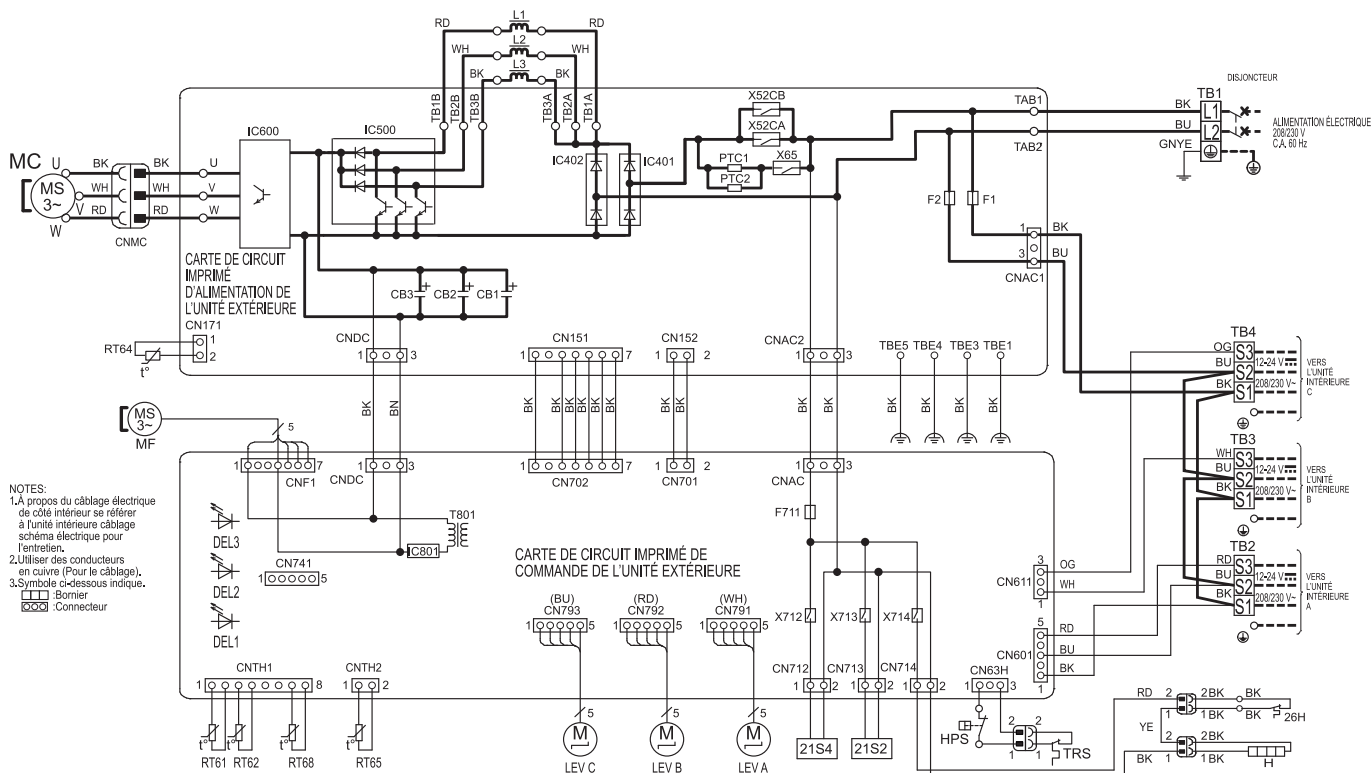 L1
RD RD
L2
WH WH
L3
BK BK
TB1B TB2B TB3B TB3A TB2A TB1A
DISJONCTEUR
TB1
BK L1
BU L2
GNYE
ALIMENTATION ÉLECTRIQUE
208/230 V
C.A. 60 Hz
TAB1
TAB2
X52CB
X52CA
PTC1
PTC2
X65
IC600
IC500
IC402 IC401
MC
U BK BK U
MS
3~
WH WH V
V
RD RD W
W
CNMC
F2 F1
1 BK
3 BU
CNAC1
CARTE DE CIRCUIT
IMPRIMÉ
D'ALIMENTATION DE
L'UNITÉ EXTÉRIEURE
CB3 + CB2 + CB1 +
CN171
1
2
RT64
t°
CNDC
1 3
CN151
1 7
CN152
1 2
CNAC2
1 3
TBE5 TBE4 TBE3 TBE1
BK BN
BK BK BK BK BK BK
BK BK
BK BK
BK BK BK BK
TB4
OG S3
BU S2
BK S1
12-24 V
208/230 V~
VERS
L'UNITÉ
INTÉRIEURE
C
TB3
WH S3
BU S2
BK S1
12-24 V
208/230 V~
VERS
L'UNITÉ
INTÉRIEURE
B
TB2
RD S3
BU S2
BK S1
12-24 V
208/230 V~
VERS
L'UNITÉ
INTÉRIEURE
A
MS
3~
MF
5
1 7
CNF1
1 3
CNDC
1 7
CN702
1 2
CN701
1 3
CNAC
NOTES:
1.À propos du câblage électrique
de côté intérieur se référer
à l'unité intérieure câblage
schéma électrique pour
l'entretien.
2.Utiliser des conducteurs
en cuivre (Pour le câblage).
3.Symbole ci-dessous indique.
:Bornier
:Connecteur
DEL3
DEL2
DEL1
T801
IC801
CN741
1 5
F711
CARTE DE CIRCUIT IMPRIMÉ DE
COMMANDE DE L'UNITÉ EXTÉRIEURE
3 OG
CN611
1 WH
5 RD
CN601 BU
BK
1
(BU)
CN793
1 5
(RD)
CN792
1 5
(WH)
CN791
1 5
X712 X713 X714
CNTH1
1 8
CNTH2
1 2
CN712
1 2
CN713
1 2
CN714
1 2
CN63H
1 3
t° t° t° t°
RT61 RT62 RT68 RT65
5 5 5
M M M
LEV C LEV B LEV A
21S4 21S2
HPS
2 2
1 1
TRS
RD 2 2BK BK
1 1BK BK
26H
YE
2 2BK
BK 1 1BK
H